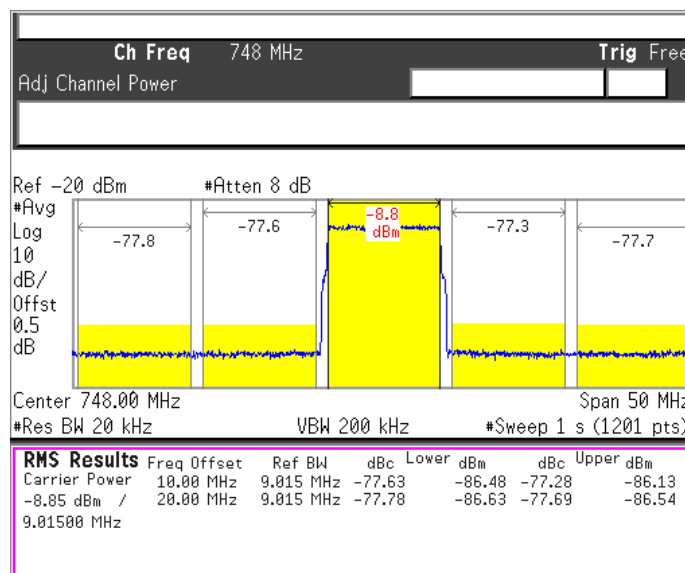 Ch Freq 748 MHz Trig Free
Adj Channel Power
Ref -20 dBm #Atten 8 dB
#Avg
Log
10
dB/
Offst
0.5
dB
-77.8 -77.6 -8.8 dBm -77.3 -77.7
Center 748.00 MHz Span 50 MHz
#Res BW 20 kHz VBW 200 kHz #Sweep 1 s (1201 pts)
RMS Results Freq Offset Ref BW dBc Lower dBm dBc Upper dBm
Carrier Power 10.00 MHz 9.015 MHz -77.63 -86.48 -77.28 -86.13
-8.85 dBm / 20.00 MHz 9.015 MHz -77.78 -86.63 -77.69 -86.54
9.01500 MHz